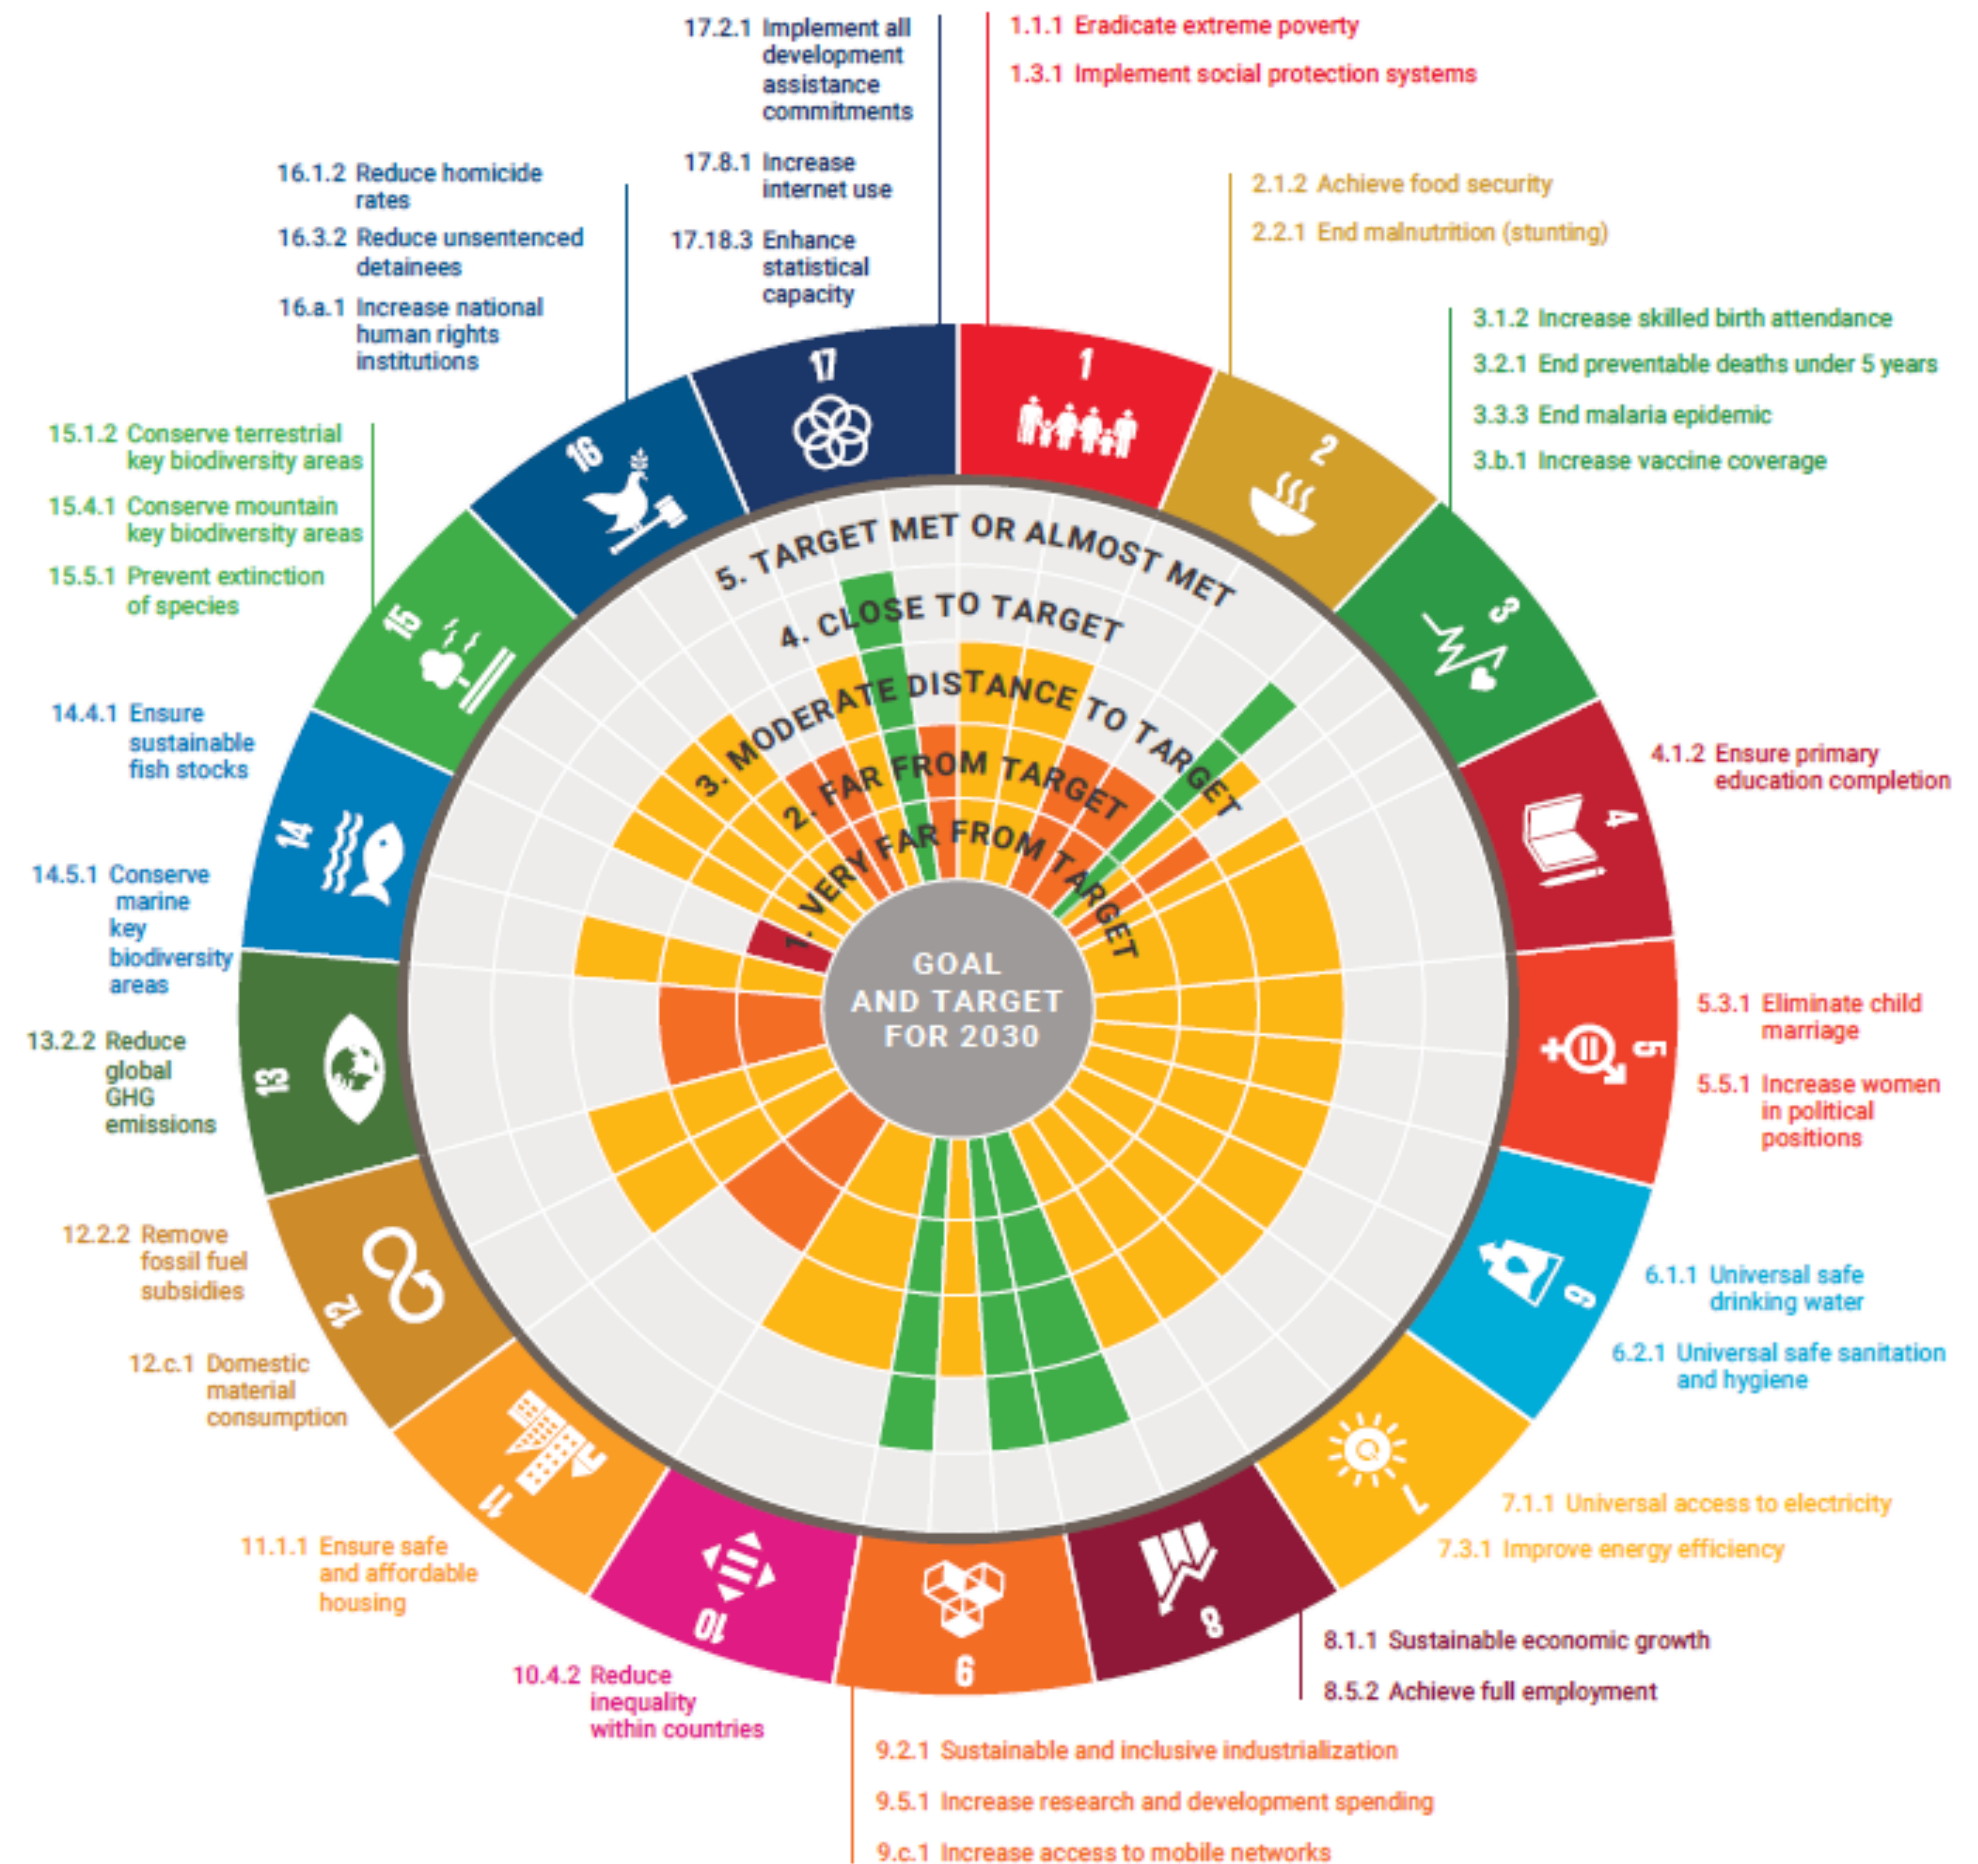 17.2.1 Implement all
development
assistance
commitments
17.8.1 Increase
internet use
17.18.3 Enhance
statistical
capacity
1.1.1 Eradicate extreme poverty
1.3.1 Implement social protection systems
2.1.2 Achieve food security
2.2.1 End malnutrition (stunting)
3.1.2 Increase skilled birth attendance
3.2.1 End preventable deaths under 5 years
3.3.3 End malaria epidemic
3.b.1 Increase vaccine coverage
4.1.2 Ensure primary
education completion
5.3.1 Eliminate child
marriage
5.5.1 Increase women
in political
positions
6.1.1 Universal safe
drinking water
6.2.1 Universal safe sanitation
and hygiene
7.1.1 Universal access to electricity
7.3.1 Improve energy efficiency
8.1.1 Sustainable economic growth
8.5.2 Achieve full employment
9.2.1 Sustainable and inclusive industrialization
9.5.1 Increase research and development spending
9.c.1 Increase access to mobile networks
10.4.2 Reduce
inequality
within countries
11.1.1 Ensure safe
and affordable
housing
12.2.2 Remove
fossil fuel
subsidies
12.c.1 Domestic
material
consumption
13.2.2 Reduce
global
GHG
emissions
14.4.1 Ensure
sustainable
fish stocks
14.5.1 Conserve
marine
key
biodiversity
areas
15.1.2 Conserve terrestrial
key biodiversity areas
15.4.1 Conserve mountain
key biodiversity areas
15.5.1 Prevent extinction
of species
16.1.2 Reduce homicide
rates
16.3.2 Reduce unsentenced
detainees
16.a.1 Increase national
human rights
institutions
1
2
3
4
5
6
7
8
9
10
11
12
13
14
15
16
17
5. TARGET MET OR ALMOST MET
4. CLOSE TO TARGET
3. MODERATE DISTANCE TO TARGET
2. FAR FROM TARGET
1. VERY FAR FROM TARGET
GOAL
AND TARGET
FOR 2030